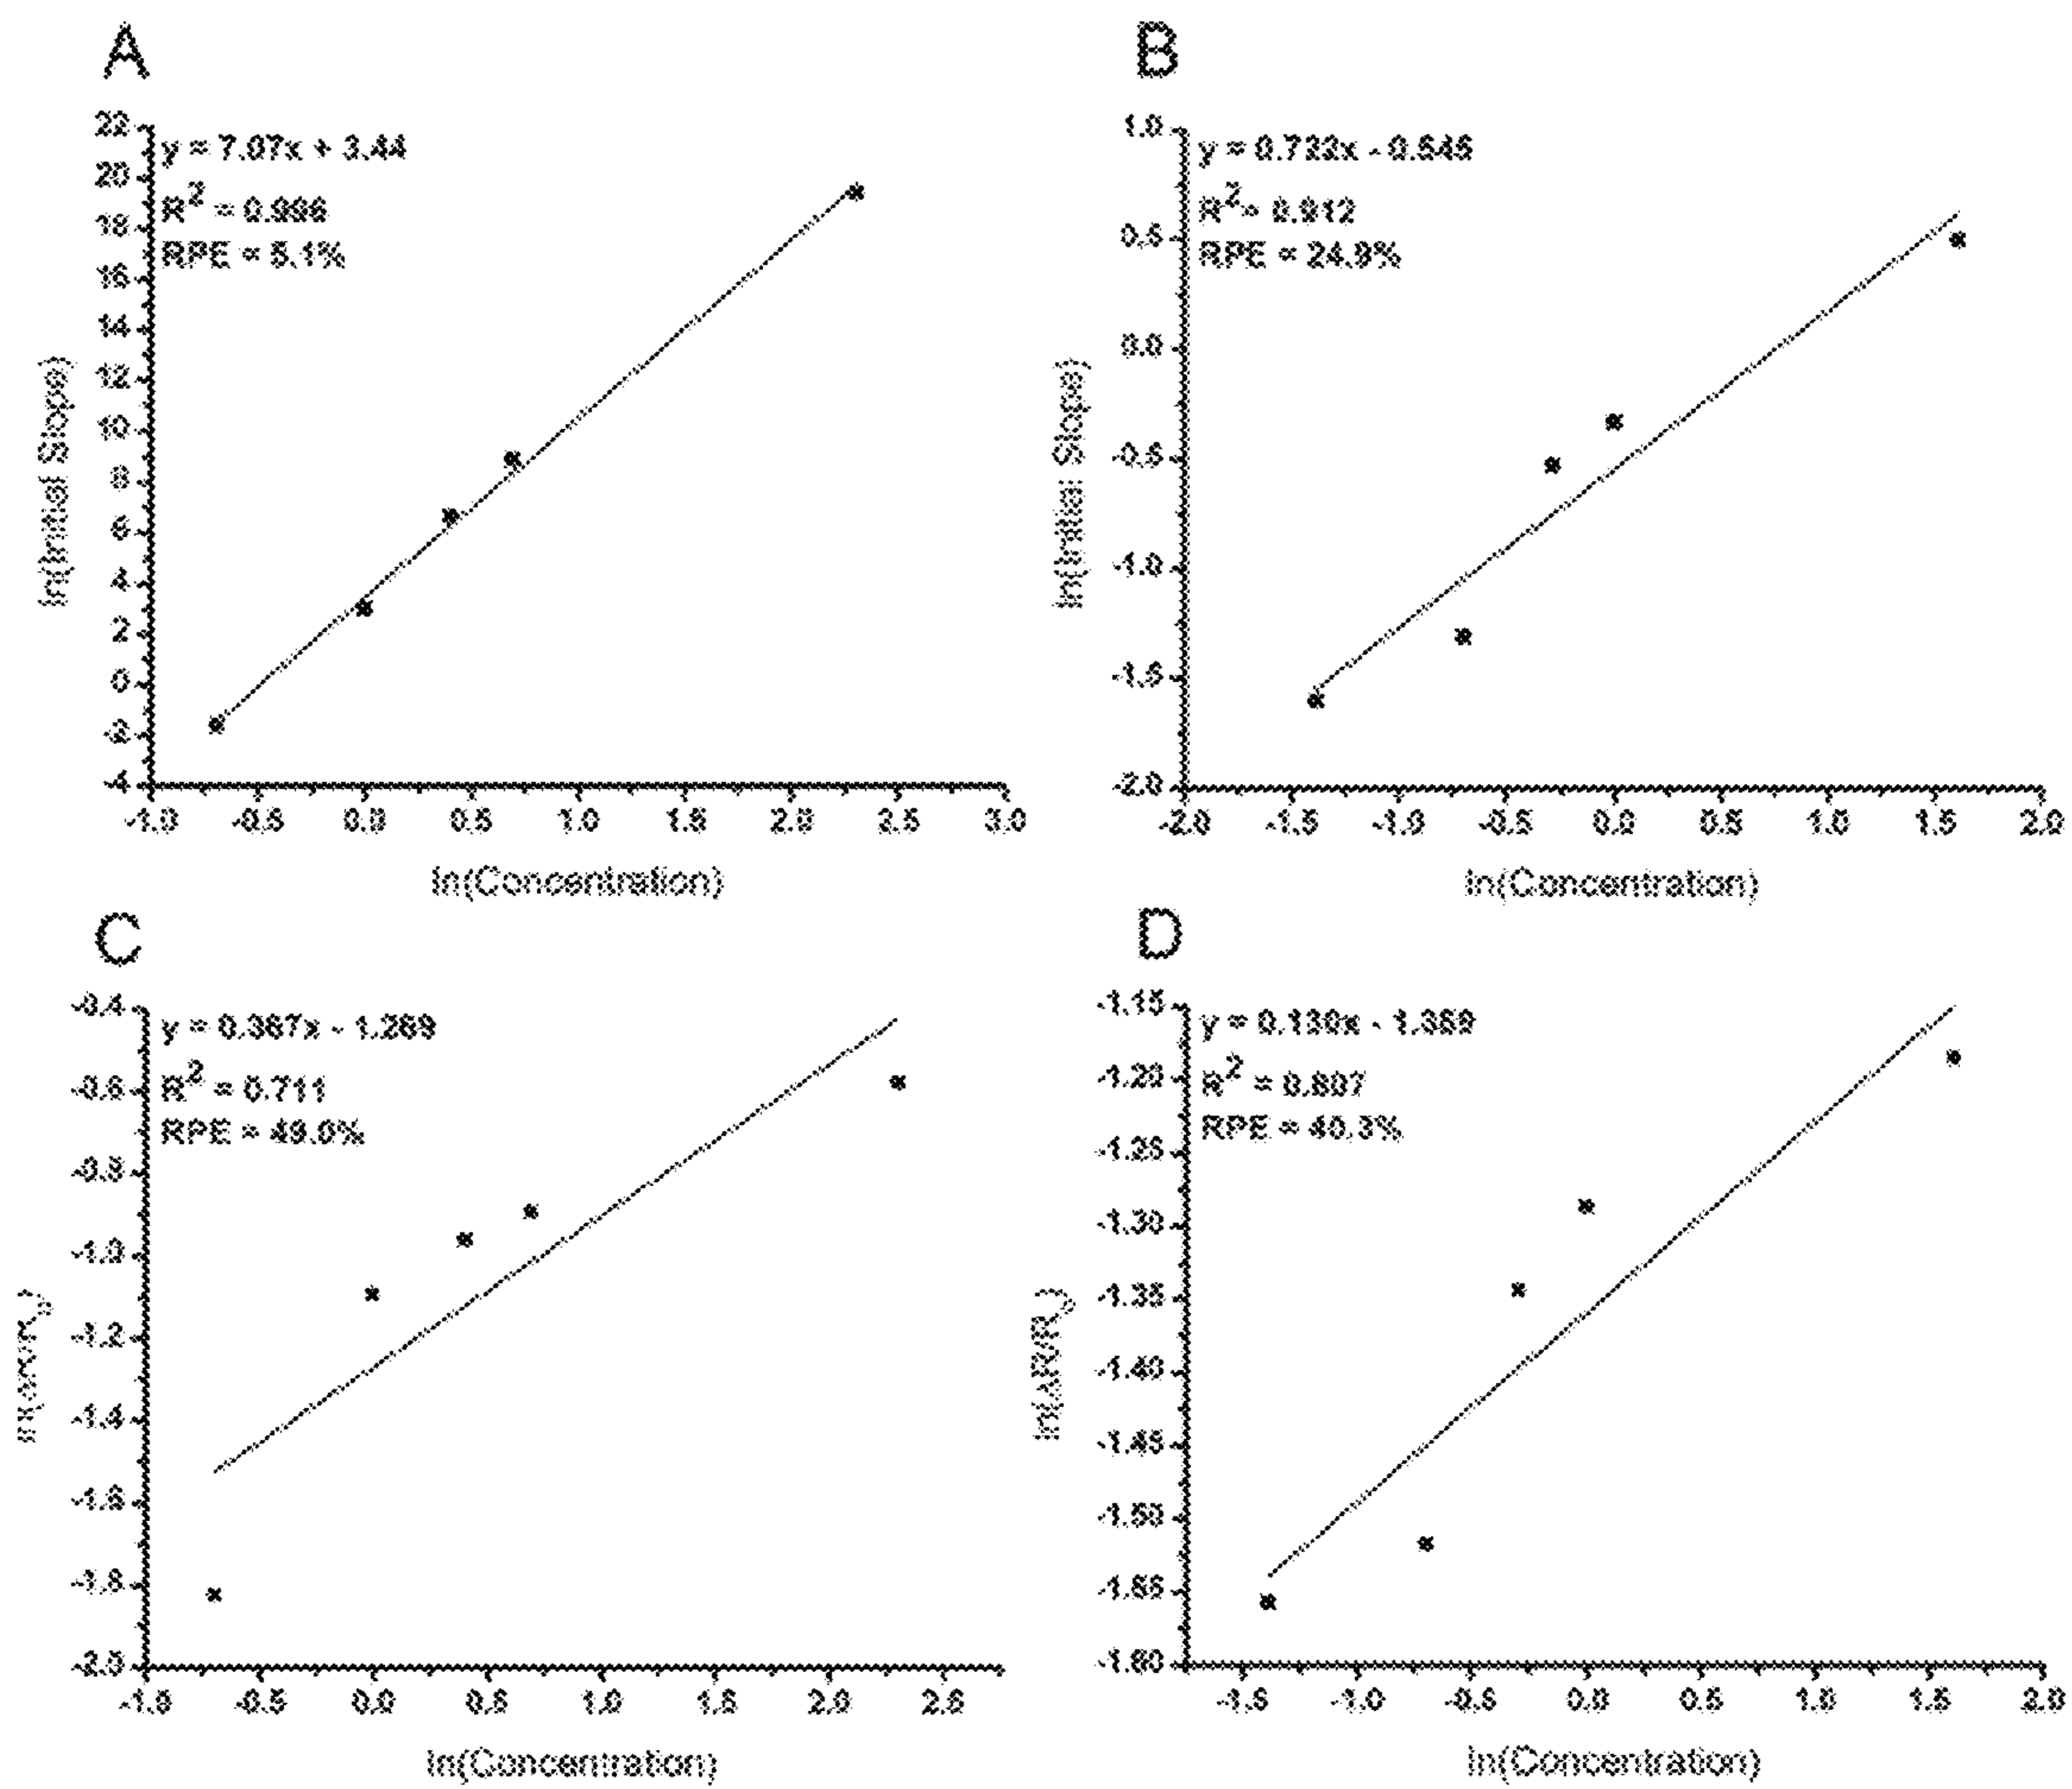 A
22
20
18
16
14
12
10
8
6
4
2
0
-2
-4
y = 7.07x + 3.44
R² = 0.996
RPE = 5.1%
ln(Initial Slope)
-1.0 -0.5 0.0 0.5 1.0 1.5 2.0 2.5 3.0
ln(Concentration)
B
1.0
0.5
0.0
-0.5
-1.0
-1.5
-2.0
R² = 0.912
RPE = 24.9%
ln(Initial Slope)
-2.0 -1.5 -1.0 -0.5 0.0 0.5 1.0 1.5 2.0
ln(Concentration)
C
-0.4
-0.6
-0.8
-1.0
-1.2
-1.4
-1.6
-1.8
-2.0
y = 0.367x - 1.269
R² = 0.711
RPE = 49.0%
-1.0 -0.5 0.0 0.5 1.0 1.5 2.0 2.5
ln(Concentration)
D
-1.15
-1.20
-1.25
-1.30
-1.35
-1.40
-1.45
-1.50
-1.55
-1.60
R² = 0.807
RPE = 40.3%
ln(ΔR/R₀)
-1.5 -1.0 -0.5 0.0 0.5 1.0 1.5 2.0
ln(Concentration)